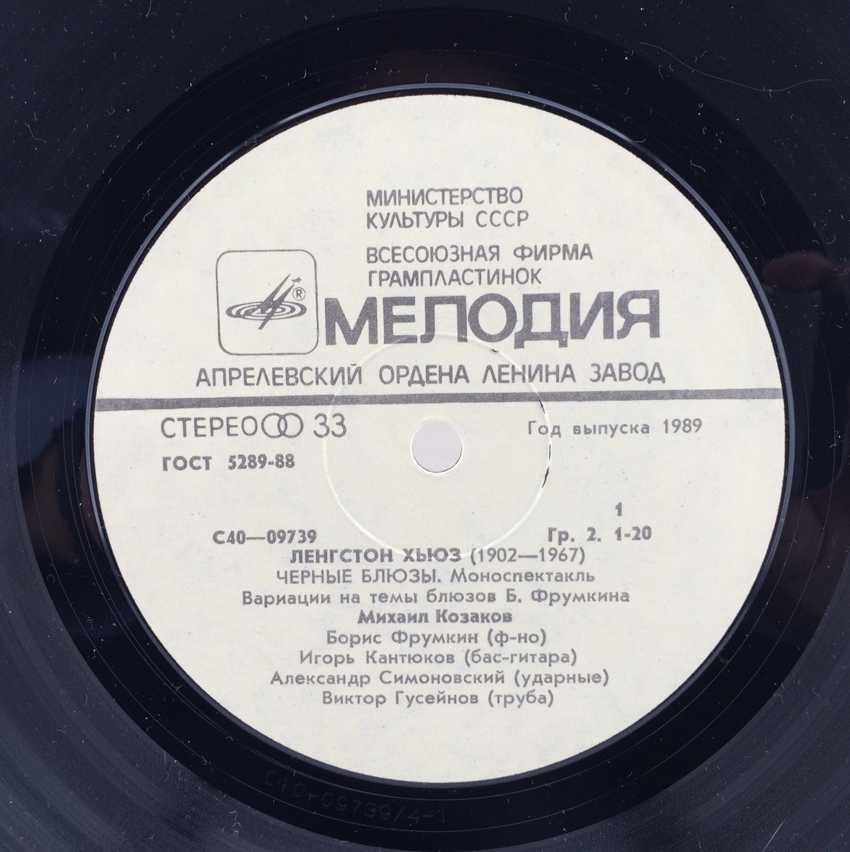 МИНИСТЕРСТВО
КУЛЬТУРЫ СССР
ВСЕСОЮЗНАЯ ФИРМА
ГРАМПЛАСТИНОК
®
МЕЛОДИЯ
АПРЕЛЕВСКИЙ ОРДЕНА ЛЕНИНА ЗАВОД
СТЕРЕО 33
Год выпуска 1989
ГОСТ 5289-88
1
С40—09739
Гр. 2. 1-20
ЛЕНГСТОН ХЬЮЗ (1902—1967)
ЧЕРНЫЕ БЛЮЗЫ. Моноспектакль
Вариации на темы блюзов Б. Фрумкина
Михаил Козаков
Борис Фрумкин (ф-но)
Игорь Кантюков (бас-гитара)
Александр Симоновский (ударные)
Виктор Гусейнов (труба)